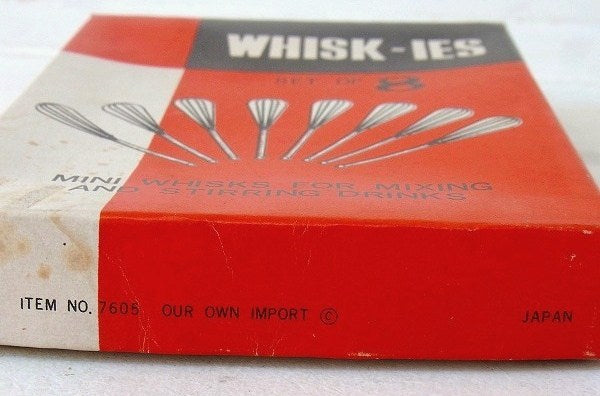 WHISK-IES
SET OF 8
MINI WHISKS FOR MIXING
AND STIRRING DRINKS
ITEM NO. 7605 OUR OWN IMPORT © JAPAN